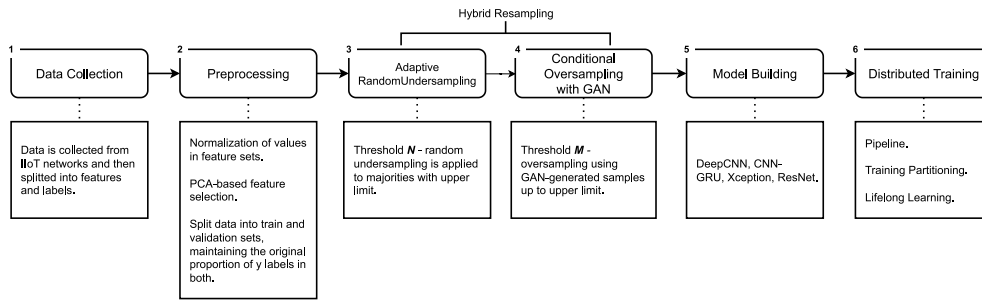 Hybrid Resampling
1
Data Collection
2
Preprocessing
3
Adaptive
RandomUndersampling
4
Conditional
Oversampling
with GAN
5
Model Building
6
Distributed Training
Data is collected from
IIoT networks and then
splitted into features
and labels.
Normalization of values
in feature sets.
PCA-based feature
selection.
Split data into train and
validation sets,
maintaining the original
proportion of y labels in
both.
Threshold N - random
undersampling is applied
to majorities with upper
limit.
Threshold M -
oversampling using
GAN-generated samples
up to upper limit.
DeepCNN, CNN-
GRU, Xception, ResNet.
Pipeline.
Training Partitioning.
Lifelong Learning.